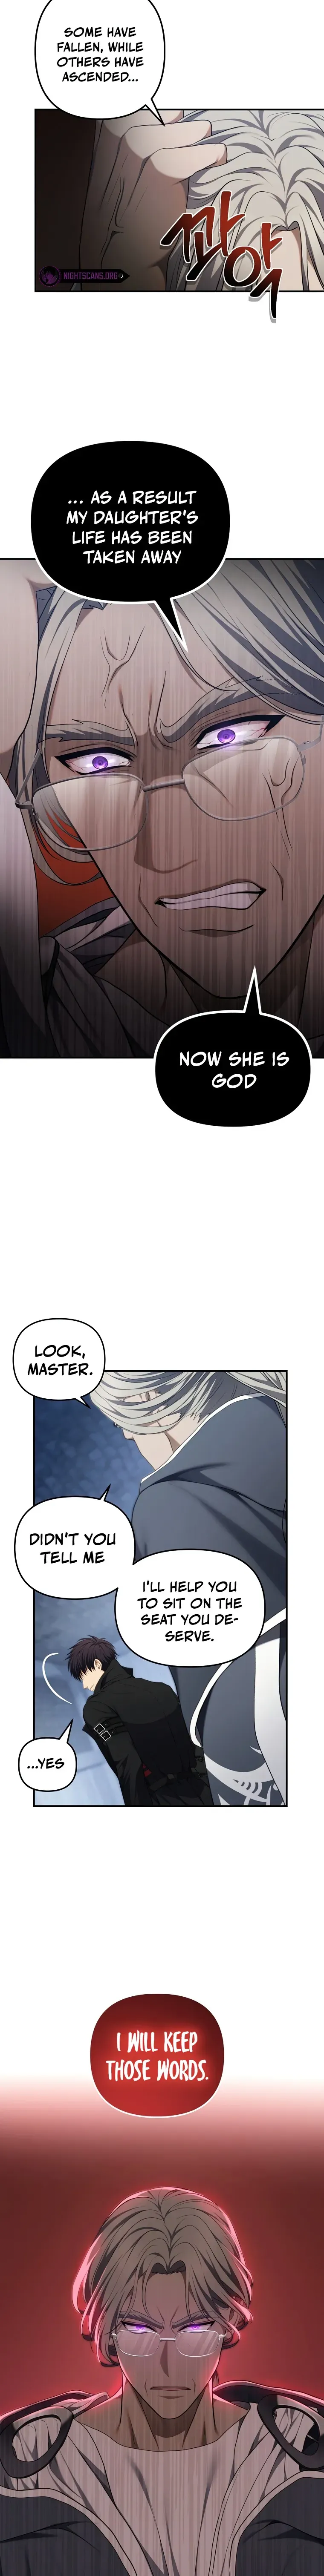 SOME HAVE
FALLEN, WHILE
OTHERS HAVE
ASCENDED...
콰악
NIGHTSCANS.ORG
... AS A RESULT
MY DAUGHTER'S
LIFE HAS BEEN
TAKEN AWAY
NOW SHE IS
GOD
LOOK,
MASTER.
DIDN'T YOU
TELL ME
I'LL HELP YOU
TO SIT ON THE
SEAT YOU DE-
SERVE.
...YES
I WILL KEEP
THOSE WORDS.